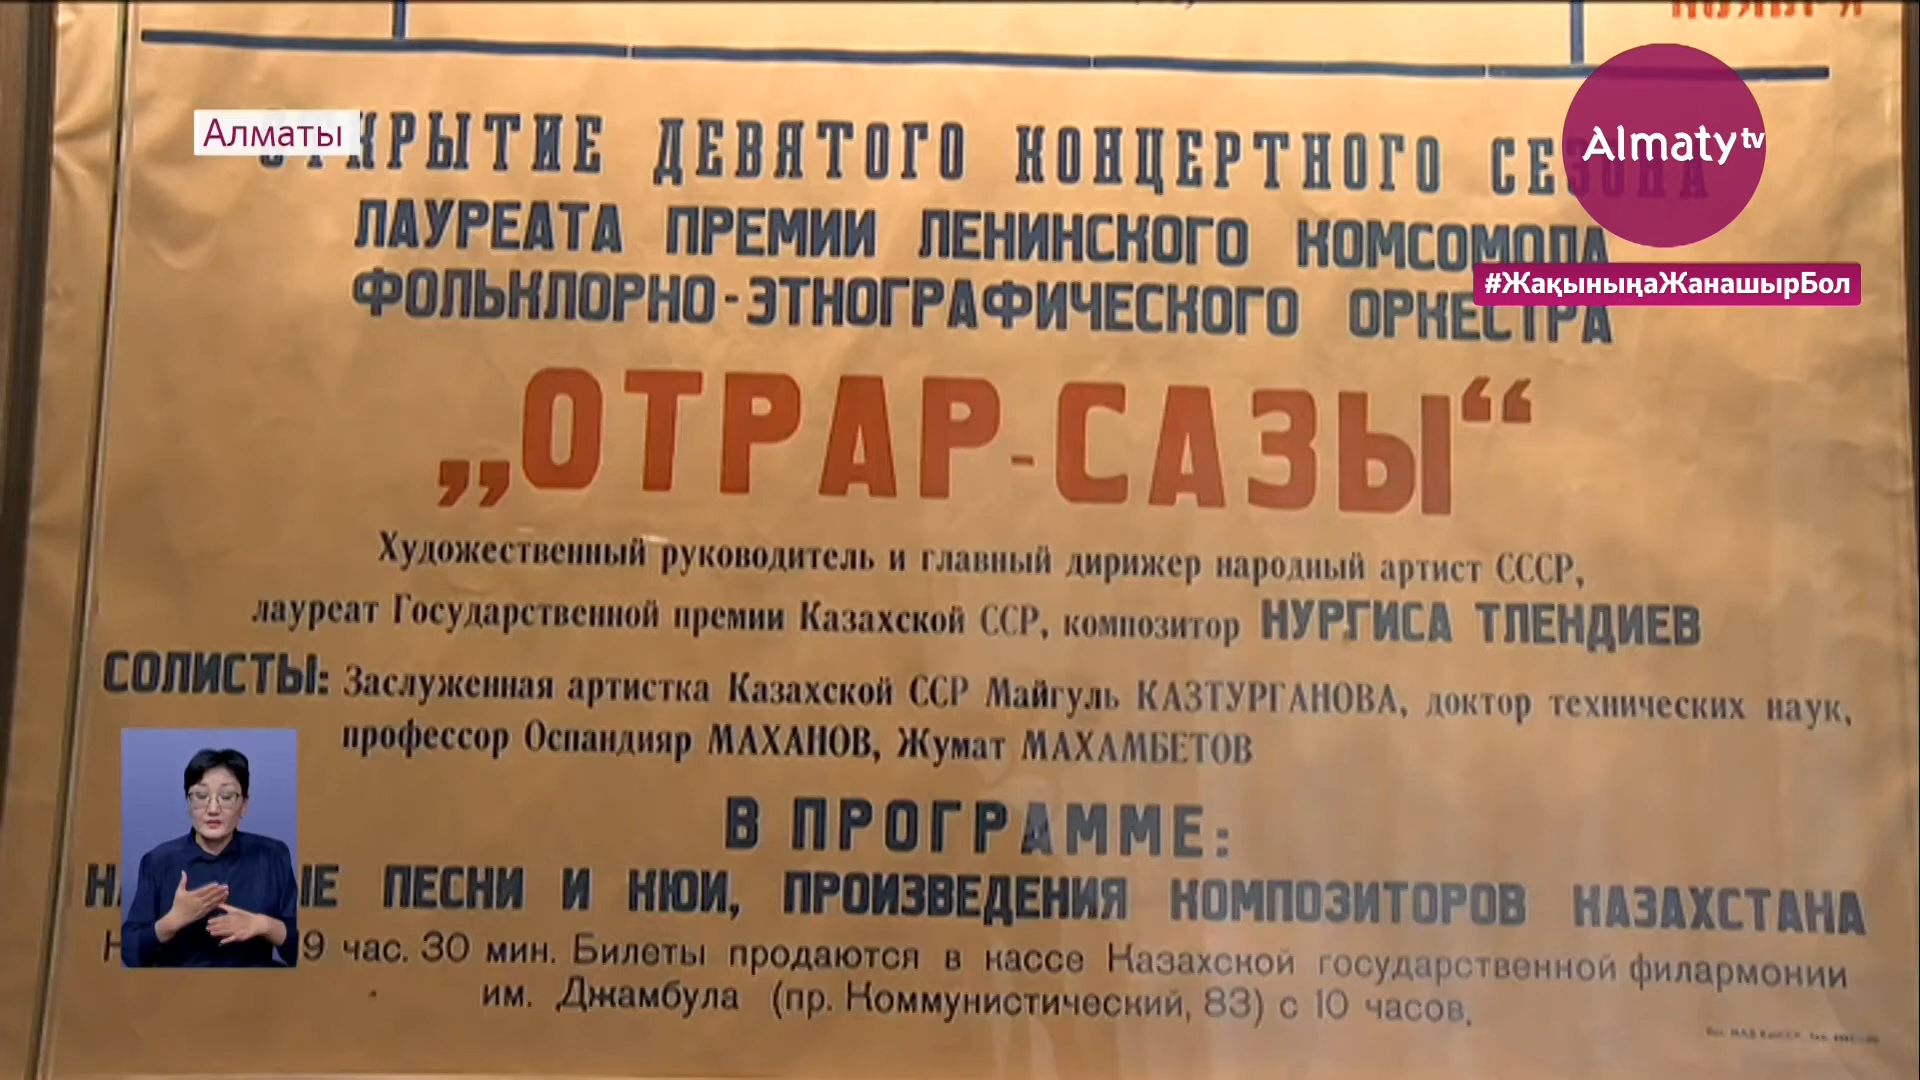 Алматы
Almaty tv
#ЖақыныңаЖанашырБол
ОТКРЫТИЕ ДЕВЯТОГО КОНЦЕРТНОГО СЕЗОНА
ЛАУРЕАТА ПРЕМИИ ЛЕНИНСКОГО КОМСОМОЛА
ФОЛЬКЛОРНО-ЭТНОГРАФИЧЕСКОГО ОРКЕСТРА
„ОТРАР-САЗЫ“
Художественный руководитель и главный дирижер народный артист СССР,
лауреат Государственной премии Казахской ССР, композитор НУРГИСА ТЛЕНДИЕВ
СОЛИСТЫ: Заслуженная артистка Казахской ССР Майгуль КАЗТУРГАНОВА, доктор технических наук,
профессор Оспандияр МАХАНОВ, Жумат МАХАМБЕТОВ
В ПРОГРАММЕ:
ПЕСНИ И КЮИ, ПРОИЗВЕДЕНИЯ КОМПОЗИТОРОВ КАЗАХСТАНА
час. 30 мин. Билеты продаются в кассе Казахской государственной филармонии
им. Джамбула (пр. Коммунистический, 83) с 10 часов.